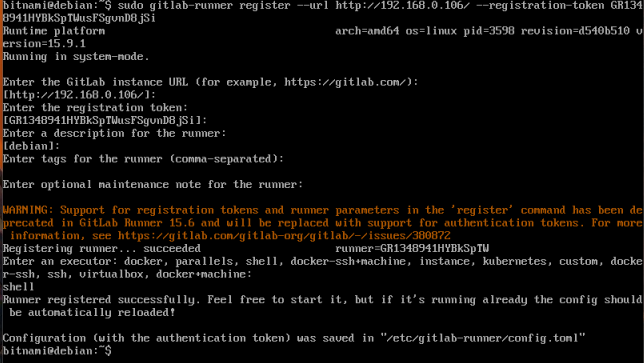 bitnami@debian:~$ sudo gitlab-runner register --url http://192.168.0.106/ --registration-token GR134
8941HYBkSpTWusFSgvnD8jSi
Runtime platform                                    arch=amd64 os=linux pid=3598 revision=d540b510 v
ersion=15.9.1
Running in system-mode.

Enter the GitLab instance URL (for example, https://gitlab.com/):
[http://192.168.0.106/]:
Enter the registration token:
[GR1348941HYBkSpTWusFSgvnD8jSi]:
Enter a description for the runner:
[debian]:
Enter tags for the runner (comma-separated):

Enter optional maintenance note for the runner:

WARNING: Support for registration tokens and runner parameters in the 'register' command has been de
precated in GitLab Runner 15.6 and will be replaced with support for authentication tokens. For more
 information, see https://gitlab.com/gitlab-org/gitlab/-/issues/380872
Registering runner... succeeded                     runner=GR1348941HYBkSpTW
Enter an executor: docker, parallels, shell, docker-ssh+machine, instance, kubernetes, custom, docke
r-ssh, ssh, virtualbox, docker+machine:
shell
Runner registered successfully. Feel free to start it, but if it's running already the config should
 be automatically reloaded!

Configuration (with the authentication token) was saved in "/etc/gitlab-runner/config.toml"
bitnami@debian:~$